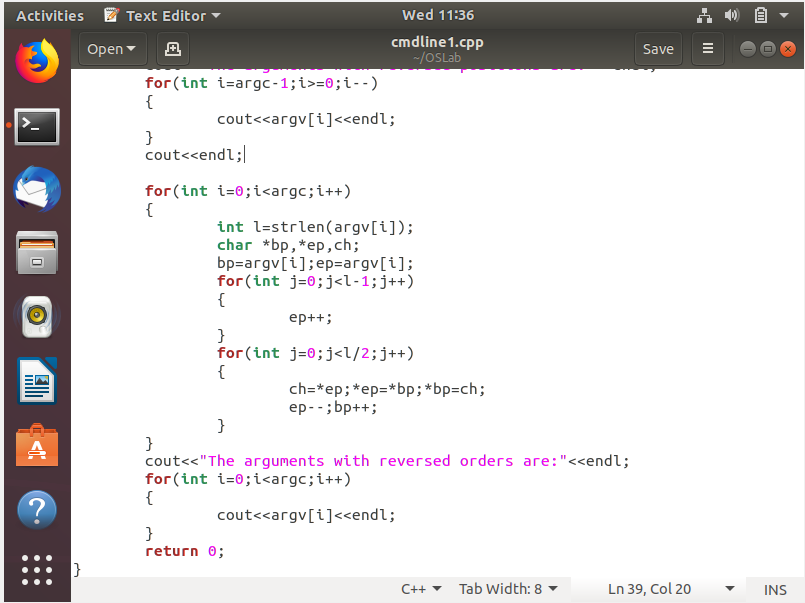 Activities Text Editor Wed 11:36
Open cmdline1.cpp Save
~/OSLab
for(int i=argc-1;i>=0;i--)
{
cout<<argv[i]<<endl;
}
cout<<endl;
for(int i=0;i<argc;i++)
{
int l=strlen(argv[i]);
char *bp,*ep,ch;
bp=argv[i];ep=argv[i];
for(int j=0;j<l-1;j++)
{
ep++;
}
for(int j=0;j<l/2;j++)
{
ch=*ep;*ep=*bp;*bp=ch;
ep--;bp++;
}
}
cout<<"The arguments with reversed orders are:"<<endl;
for(int i=0;i<argc;i++)
{
cout<<argv[i]<<endl;
}
return 0;
}
C++ Tab Width: 8 Ln 39, Col 20 INS